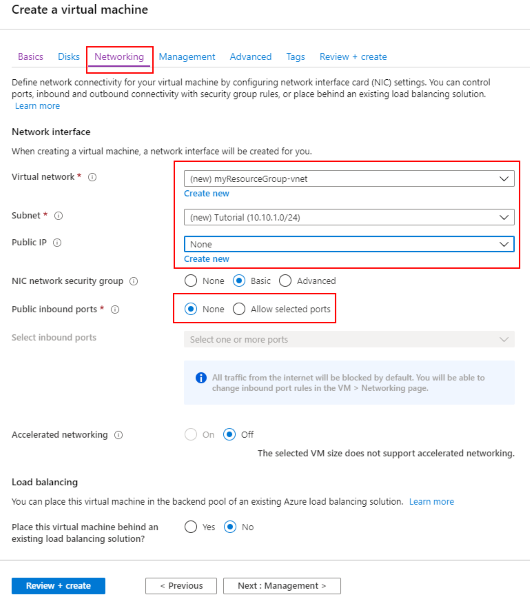 Create a virtual machine
Basics Disks Networking Management Advanced Tags Review + create
Define network connectivity for your virtual machine by configuring network interface card (NIC) settings. You can control
ports, inbound and outbound connectivity with security group rules, or place behind an existing load balancing solution.
Learn more
Network interface
When creating a virtual machine, a network interface will be created for you.
Virtual network * (new) myResourceGroup-vnet
Create new
Subnet * (new) Tutorial (10.10.1.0/24)
Public IP None
Create new
NIC network security group None Basic Advanced
Public inbound ports * None Allow selected ports
Select inbound ports Select one or more ports
All traffic from the internet will be blocked by default. You will be able to
change inbound port rules in the VM > Networking page.
Accelerated networking On Off
The selected VM size does not support accelerated networking.
Load balancing
You can place this virtual machine in the backend pool of an existing Azure load balancing solution. Learn more
Place this virtual machine behind an
existing load balancing solution?
Yes No
Review + create < Previous Next : Management >